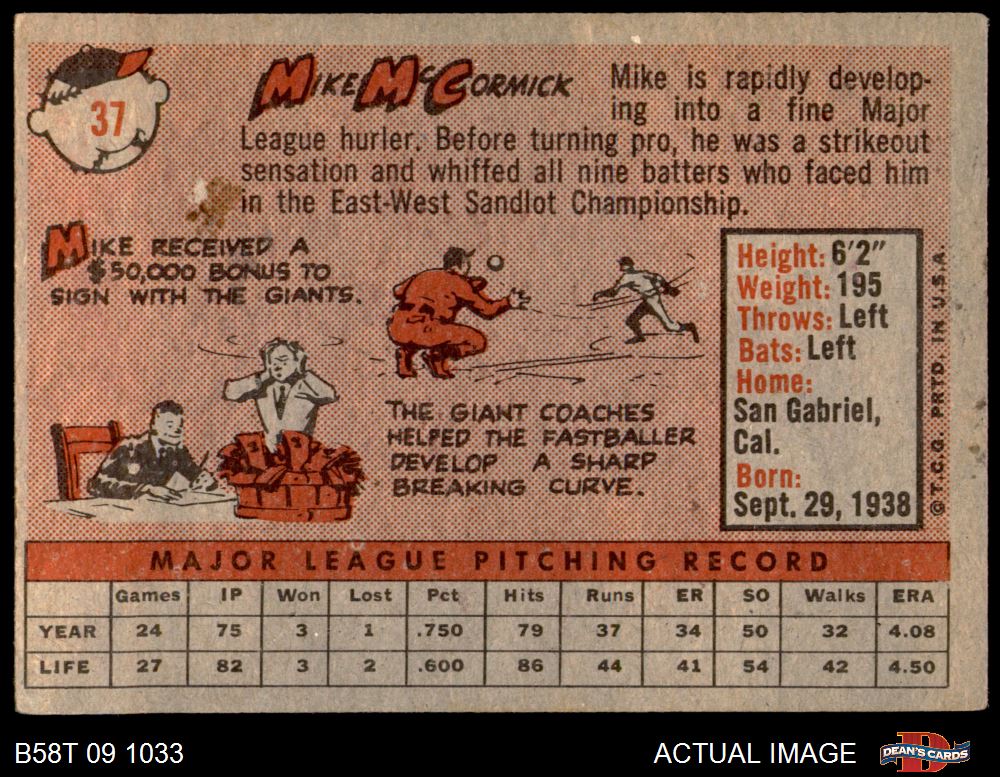 37
MIKE McCORMICK
Mike is rapidly develop-
ing into a fine Major
League hurler. Before turning pro, he was a strikeout
sensation and whiffed all nine batters who faced him
in the East-West Sandlot Championship.
MIKE RECEIVED A
$50,000 BONUS TO
SIGN WITH THE GIANTS.
THE GIANT COACHES
HELPED THE FASTBALLER
DEVELOP A SHARP
BREAKING CURVE.
Height: 6'2"
Weight: 195
Throws: Left
Bats: Left
Home:
San Gabriel,
Cal.
Born:
Sept. 29, 1938
© T.C.G. PRTD. IN U.S.A.
MAJOR LEAGUE PITCHING RECORD
Games IP Won Lost Pct Hits Runs ER SO Walks ERA
YEAR 24 75 3 1 .750 79 37 34 50 32 4.08
LIFE 27 82 3 2 .600 86 44 41 54 42 4.50
B58T 09 1033
ACTUAL IMAGE
DEAN'S CARDS